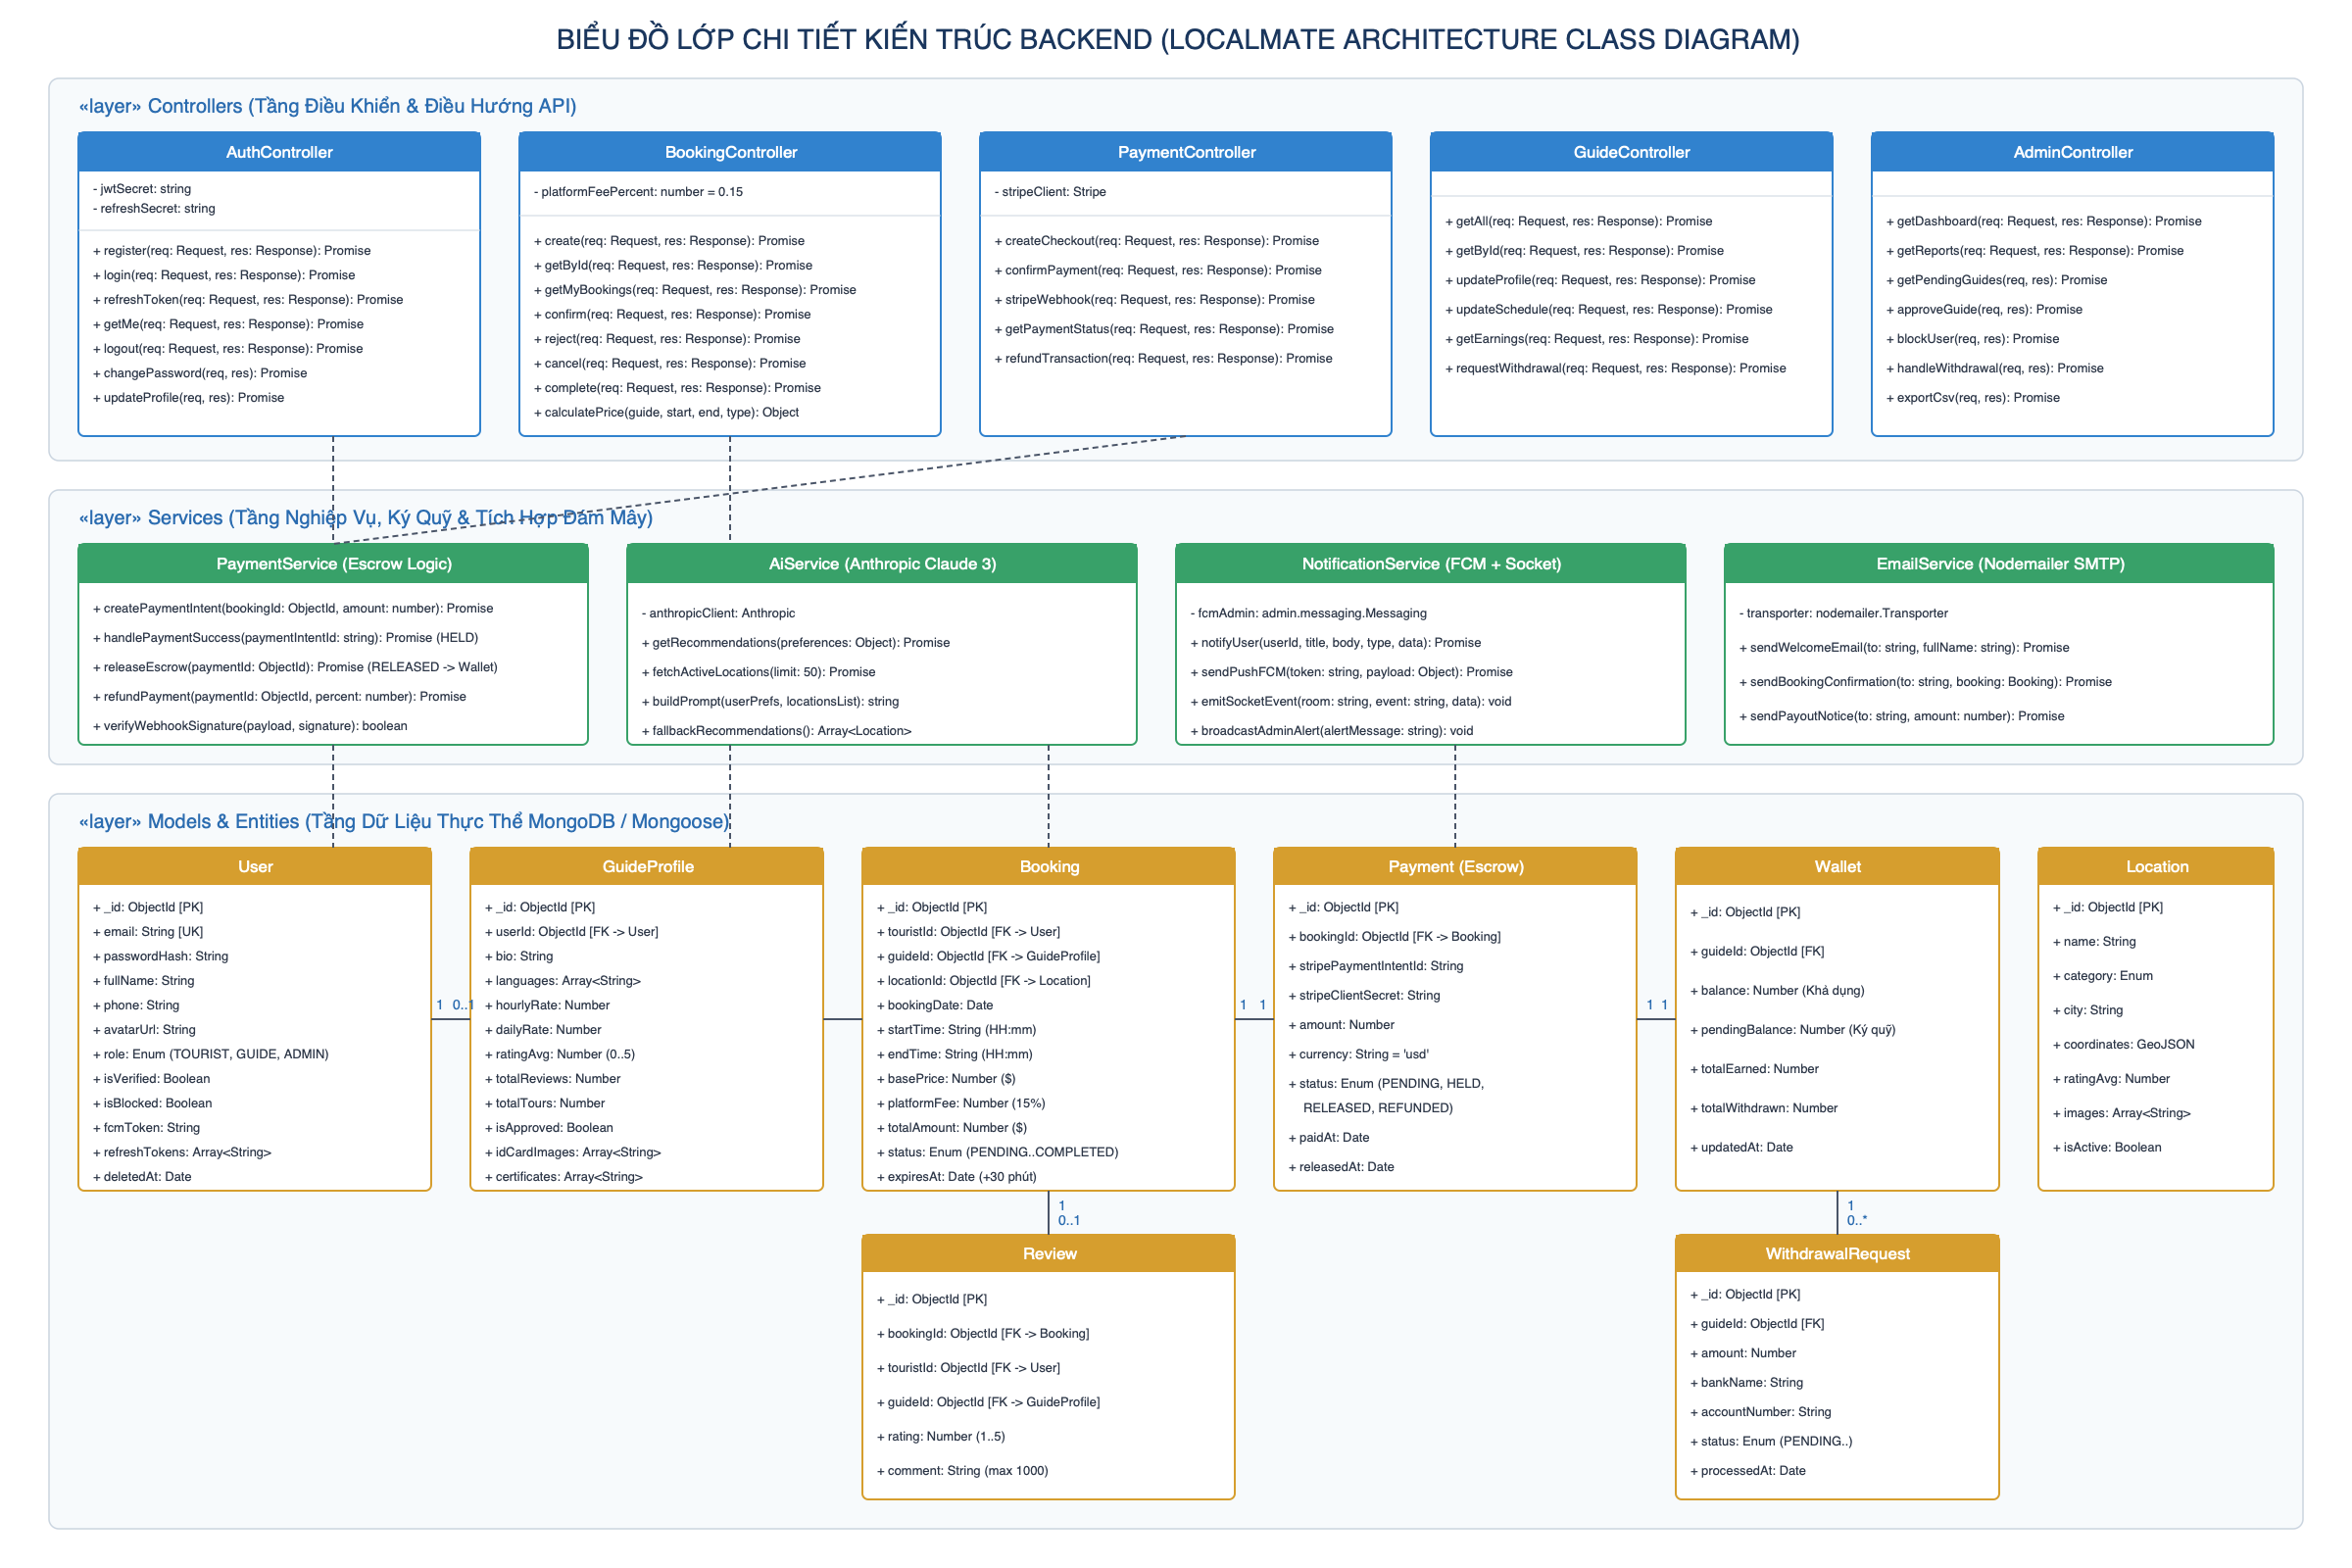 BIỂU ĐỒ LỚP CHI TIẾT KIẾN TRÚC BACKEND (LOCALMATE ARCHITECTURE CLASS DIAGRAM)
«layer» Controllers (Tầng Điều Khiển & Điều Hướng API)
AuthController
- jwtSecret: string
- refreshSecret: string
+ register(req: Request, res: Response): Promise
+ login(req: Request, res: Response): Promise
+ refreshToken(req: Request, res: Response): Promise
+ getMe(req: Request, res: Response): Promise
+ logout(req: Request, res: Response): Promise
+ changePassword(req, res): Promise
+ updateProfile(req, res): Promise
BookingController
- platformFeePercent: number = 0.15
+ create(req: Request, res: Response): Promise
+ getById(req: Request, res: Response): Promise
+ getMyBookings(req: Request, res: Response): Promise
+ confirm(req: Request, res: Response): Promise
+ reject(req: Request, res: Response): Promise
+ cancel(req: Request, res: Response): Promise
+ complete(req: Request, res: Response): Promise
+ calculatePrice(guide, start, end, type): Object
PaymentController
- stripeClient: Stripe
+ createCheckout(req: Request, res: Response): Promise
+ confirmPayment(req: Request, res: Response): Promise
+ stripeWebhook(req: Request, res: Response): Promise
+ getPaymentStatus(req: Request, res: Response): Promise
+ refundTransaction(req: Request, res: Response): Promise
GuideController
+ getAll(req: Request, res: Response): Promise
+ getById(req: Request, res: Response): Promise
+ updateProfile(req: Request, res: Response): Promise
+ updateSchedule(req: Request, res: Response): Promise
+ getEarnings(req: Request, res: Response): Promise
+ requestWithdrawal(req: Request, res: Response): Promise
AdminController
+ getDashboard(req: Request, res: Response): Promise
+ getReports(req: Request, res: Response): Promise
+ getPendingGuides(req, res): Promise
+ approveGuide(req, res): Promise
+ blockUser(req, res): Promise
+ handleWithdrawal(req, res): Promise
+ exportCsv(req, res): Promise
«layer» Services (Tầng Nghiệp Vụ, Ký Quỹ & Tích Hợp Đám Mây)
PaymentService (Escrow Logic)
+ createPaymentIntent(bookingId: ObjectId, amount: number): Promise
+ handlePaymentSuccess(paymentIntentId: string): Promise (HELD)
+ releaseEscrow(paymentId: ObjectId): Promise (RELEASED -> Wallet)
+ refundPayment(paymentId: ObjectId, percent: number): Promise
+ verifyWebhookSignature(payload, signature): boolean
AiService (Anthropic Claude 3)
- anthropicClient: Anthropic
+ getRecommendations(preferences: Object): Promise
+ fetchActiveLocations(limit: 50): Promise
+ buildPrompt(userPrefs, locationsList): string
+ fallbackRecommendations(): Array<Location>
NotificationService (FCM + Socket)
- fcmAdmin: admin.messaging.Messaging
+ notifyUser(userId, title, body, type, data): Promise
+ sendPushFCM(token: string, payload: Object): Promise
+ emitSocketEvent(room: string, event: string, data): void
+ broadcastAdminAlert(alertMessage: string): void
EmailService (Nodemailer SMTP)
- transporter: nodemailer.Transporter
+ sendWelcomeEmail(to: string, fullName: string): Promise
+ sendBookingConfirmation(to: string, booking: Booking): Promise
+ sendPayoutNotice(to: string, amount: number): Promise
«layer» Models & Entities (Tầng Dữ Liệu Thực Thể MongoDB / Mongoose)
User
+ _id: ObjectId [PK]
+ email: String [UK]
+ passwordHash: String
+ fullName: String
+ phone: String
+ avatarUrl: String
+ role: Enum (TOURIST, GUIDE, ADMIN)
+ isVerified: Boolean
+ isBlocked: Boolean
+ fcmToken: String
+ refreshTokens: Array<String>
+ deletedAt: Date
1 0..1
GuideProfile
+ _id: ObjectId [PK]
+ userId: ObjectId [FK -> User]
+ bio: String
+ languages: Array<String>
+ hourlyRate: Number
+ dailyRate: Number
+ ratingAvg: Number (0..5)
+ totalReviews: Number
+ totalTours: Number
+ isApproved: Boolean
+ idCardImages: Array<String>
+ certificates: Array<String>
Booking
+ _id: ObjectId [PK]
+ touristId: ObjectId [FK -> User]
+ guideId: ObjectId [FK -> GuideProfile]
+ locationId: ObjectId [FK -> Location]
+ bookingDate: Date
+ startTime: String (HH:mm)
+ endTime: String (HH:mm)
+ basePrice: Number ($)
+ platformFee: Number (15%)
+ totalAmount: Number ($)
+ status: Enum (PENDING..COMPLETED)
+ expiresAt: Date (+30 phút)
1 1
Payment (Escrow)
+ _id: ObjectId [PK]
+ bookingId: ObjectId [FK -> Booking]
+ stripePaymentIntentId: String
+ stripeClientSecret: String
+ amount: Number
+ currency: String = 'usd'
+ status: Enum (PENDING, HELD,
RELEASED, REFUNDED)
+ paidAt: Date
+ releasedAt: Date
1 1
Wallet
+ _id: ObjectId [PK]
+ guideId: ObjectId [FK]
+ balance: Number (Khả dụng)
+ pendingBalance: Number (Ký quỹ)
+ totalEarned: Number
+ totalWithdrawn: Number
+ updatedAt: Date
Location
+ _id: ObjectId [PK]
+ name: String
+ category: Enum
+ city: String
+ coordinates: GeoJSON
+ ratingAvg: Number
+ images: Array<String>
+ isActive: Boolean
1
0..1
Review
+ _id: ObjectId [PK]
+ bookingId: ObjectId [FK -> Booking]
+ touristId: ObjectId [FK -> User]
+ guideId: ObjectId [FK -> GuideProfile]
+ rating: Number (1..5)
+ comment: String (max 1000)
1
0..*
WithdrawalRequest
+ _id: ObjectId [PK]
+ guideId: ObjectId [FK]
+ amount: Number
+ bankName: String
+ accountNumber: String
+ status: Enum (PENDING..)
+ processedAt: Date